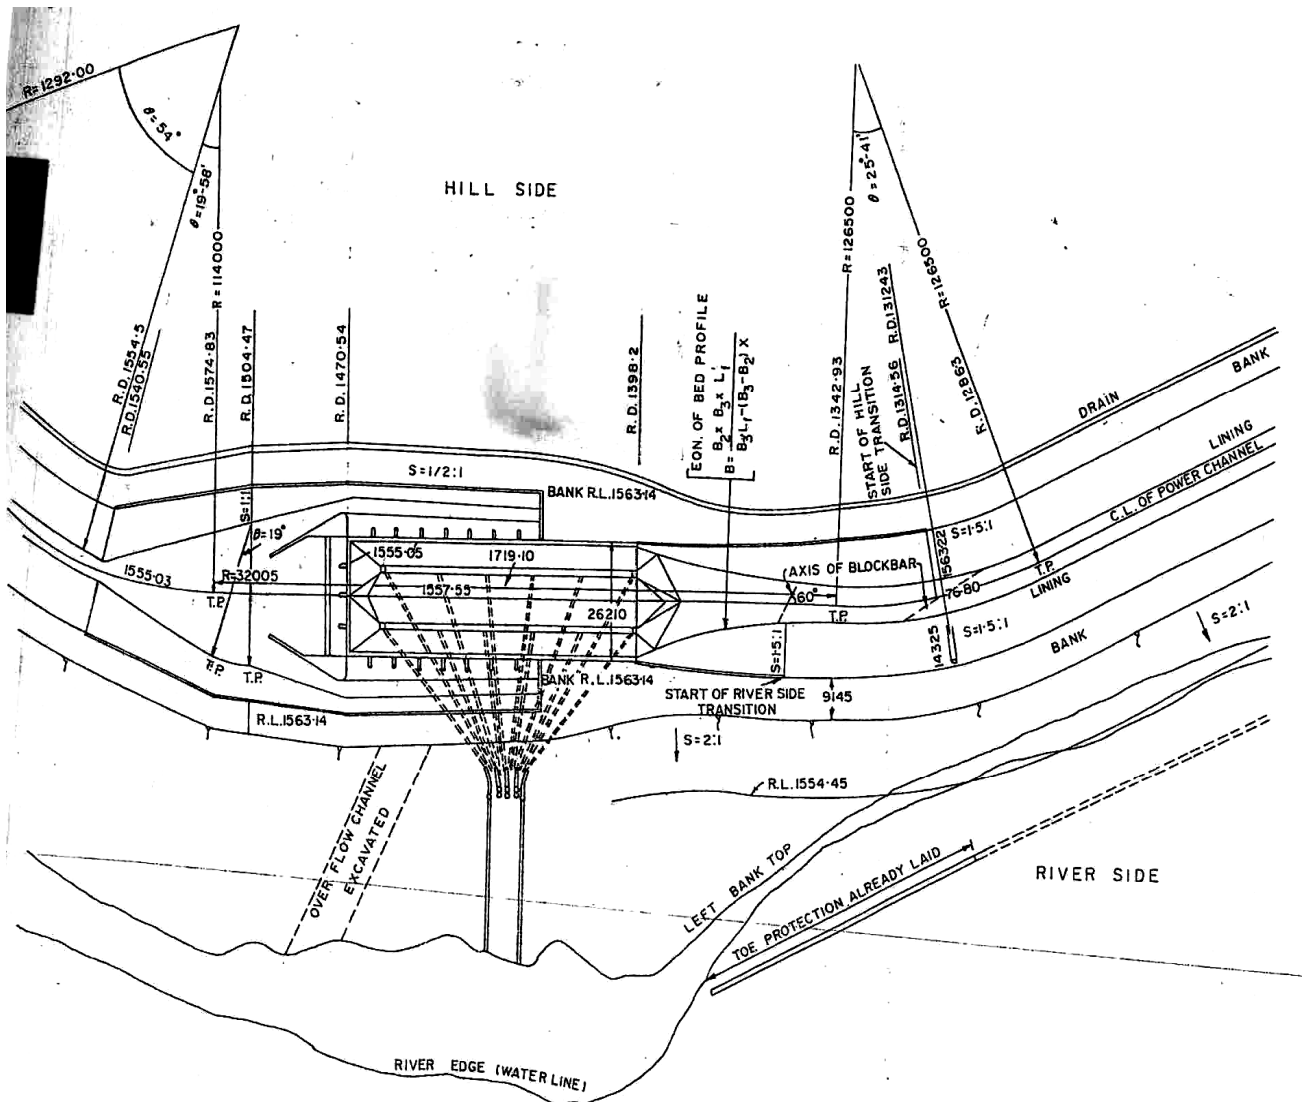 R=1292·00
θ=54°
θ=19°-58'
HILL SIDE
θ=25°-41'
R=114000
R=126500
R=126500
R.D.1554·5
R.D.1540·55
R.D.1574·83
R.D.1504·47
R.D.1470·54
R.D.1398·2
EQN. OF BED PROFILE
B= B₂ x B₃ x L'₁
B₃L₁-(B₃-B₂) X
R.D.1342·93
START OF HILL
SIDE TRANSITION
R.D.1314·56 R.D.131243
R.D.12863
DRAIN
BANK
LINING
C.L. OF POWER CHANNEL
S=1/2:1
BANK R.L.1563·14
S=1:1
θ=19°
S=1·5:1
156322
1555·05
1719·10
AXIS OF BLOCKBAR
T.P.
1555·03
R=32005
1557·55
60°
76·80
LINING
T.P.
26210
T.P.
S=1·5:1
S=2:1
14325
BANK
T.P.
T.P.
S=1·5:1
BANK R.L.1563·14
START OF RIVER SIDE
TRANSITION
9145
R.L.1563·14
S=2:1
R.L.1554·45
OVER FLOW CHANNEL
EXCAVATED
LEFT BANK TOP
TOE PROTECTION ALREADY LAID
RIVER SIDE
RIVER EDGE (WATER LINE)